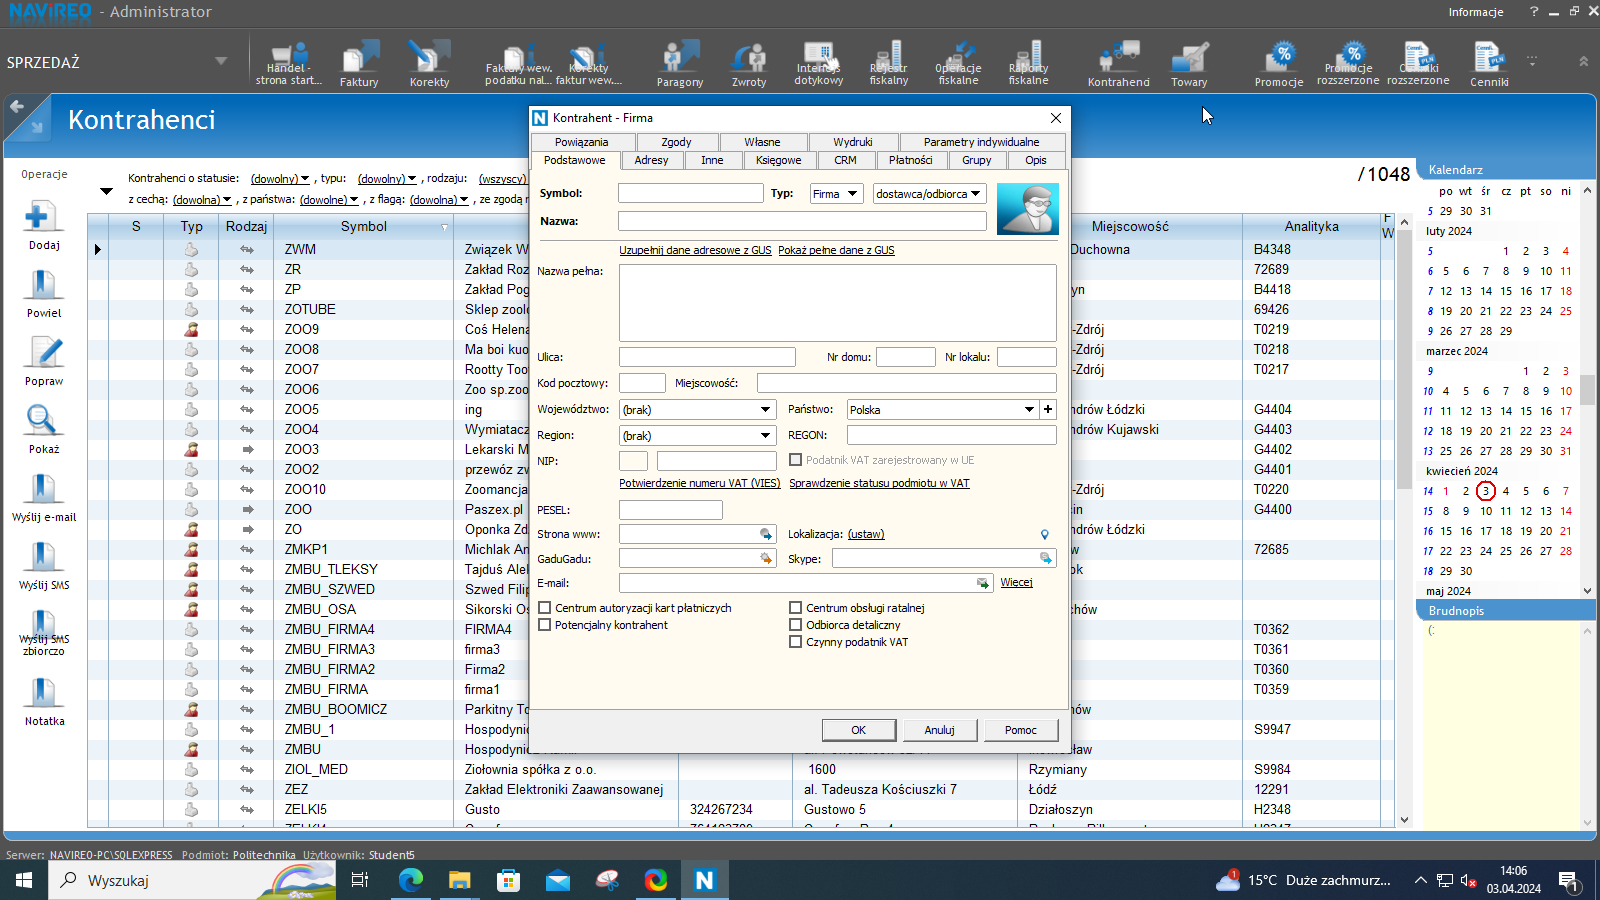 NAVIREO - Administrator
Informacje
SPRZEDAŻ
Handel - strona start...
Faktury
Korekty
Faktury wew. podatku nal...
Korekty faktur wew....
Paragony
Zwroty
Intensis dotykowy
Rejestr fiskalny
Operacje fiskalne
Raporty fiskalne
Kontrahenci
Towary
Promocje
Promocje rozszerzone
Cenniki rozszerzone
Cenniki
Kontrahenci
Operacje
Dodaj
Powiel
Popraw
Pokaż
Wyślij e-mail
Wyślij SMS
Wyślij SMS zbiorczo
Notatka
Kontrahenci o statusie: (dowolny) , typu: (dowolny) , rodzaju: (wszyscy)
z cechą: (dowolna) , z państwa: (dowolne) , z flagą: (dowolna) , ze zgodą
/1048
S Typ Rodzaj Symbol Miejscowość Analityka F W
ZWM Związek W Duchowna B4348
ZR Zakład Roz 72689
ZP Zakład Pog yn B4418
ZOTUBE Sklep zoolo 69426
ZOO9 Coś Helena -Zdrój T0219
ZOO8 Ma boi kuo -Zdrój T0218
ZOO7 Rootty Too -Zdrój T0217
ZOO6 Zoo sp.zoo
ZOO5 ing ndrów Łódzki G4404
ZOO4 Wymiatacz ndrów Kujawski G4403
ZOO3 Lekarski M G4402
ZOO2 przewóz zw G4401
ZOO10 Zoomancja -Zdrój T0220
ZOO Paszex.pl cin G4400
ZO Oponka Zd ndrów Łódzki
ZMKP1 Michlak An w 72685
ZMBU_TLEKSY Tajduś Alek ok
ZMBU_SZWED Szwed Filip
ZMBU_OSA Sikorski Os chów
ZMBU_FIRMA4 FIRMA4 T0362
ZMBU_FIRMA3 firma3 T0361
ZMBU_FIRMA2 Firma2 T0360
ZMBU_FIRMA firma1 T0359
ZMBU_BOOMICZ Parkitny To nów
ZMBU_1 Hospodynic S9947
ZMBU
ZIOL_MED Ziołownia spółka z o.o. 1600 Rzymiany S9984
ZEZ Zakład Elektroniki Zaawansowanej al. Tadeusza Kościuszki 7 Łódź 12291
ZELKI5 Gusto 324267234 Gustowo 5 Działoszyn H2348
Kontrahent - Firma
Powiązania Zgody Własne Wydruki Parametry indywidualne
Podstawowe Adresy Inne Księgowe CRM Płatności Grupy Opis
Symbol: Typ: Firma dostawca/odbiorca
Nazwa:
Uzupełnij dane adresowe z GUS Pokaż pełne dane z GUS
Nazwa pełna:
Ulica: Nr domu: Nr lokalu:
Kod pocztowy: Miejscowość:
Województwo: (brak) Państwo: Polska +
Region: (brak) REGON:
NIP: Podatnik VAT zarejestrowany w UE
Potwierdzenie numeru VAT (VIES) Sprawdzenie statusu podmiotu w VAT
PESEL:
Strona www: Lokalizacja: (ustaw)
GaduGadu: Skype:
E-mail: Więcej
Centrum autoryzacji kart płatniczych Centrum obsługi ratalnej
Potencjalny kontrahent Odbiorca detaliczny
Czynny podatnik VAT
OK Anuluj Pomoc
Kalendarz
po wt śr cz pt so ni
5 29 30 31
luty 2024
5 1 2 3 4
6 5 6 7 8 9 10 11
7 12 13 14 15 16 17 18
8 19 20 21 22 23 24 25
9 26 27 28 29
marzec 2024
9 1 2 3
10 4 5 6 7 8 9 10
11 11 12 13 14 15 16 17
12 18 19 20 21 22 23 24
13 25 26 27 28 29 30 31
kwiecień 2024
14 1 2 3 4 5 6 7
15 8 9 10 11 12 13 14
16 15 16 17 18 19 20 21
17 22 23 24 25 26 27 28
18 29 30
maj 2024
Brudnopis
(:
Serwer: NAVIREO-PC\SQLEXPRESS Podmiot: Politechnika Użytkownik: Student5
Wyszukaj
1 15°C Duże zachmurz...
14:06
03.04.2024
1